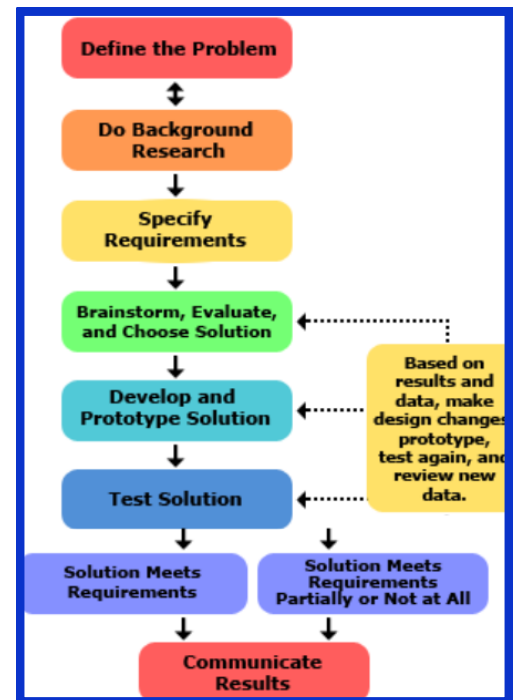 Define the Problem
Do Background
Research
Specify
Requirements
Brainstorm, Evaluate,
and Choose Solution
Develop and
Prototype Solution
Test Solution
Based on
results and
data, make
design changes
prototype,
test again, and
review new
data.
Solution Meets
Requirements
Solution Meets
Requirements
Partially or Not at All
Communicate
Results